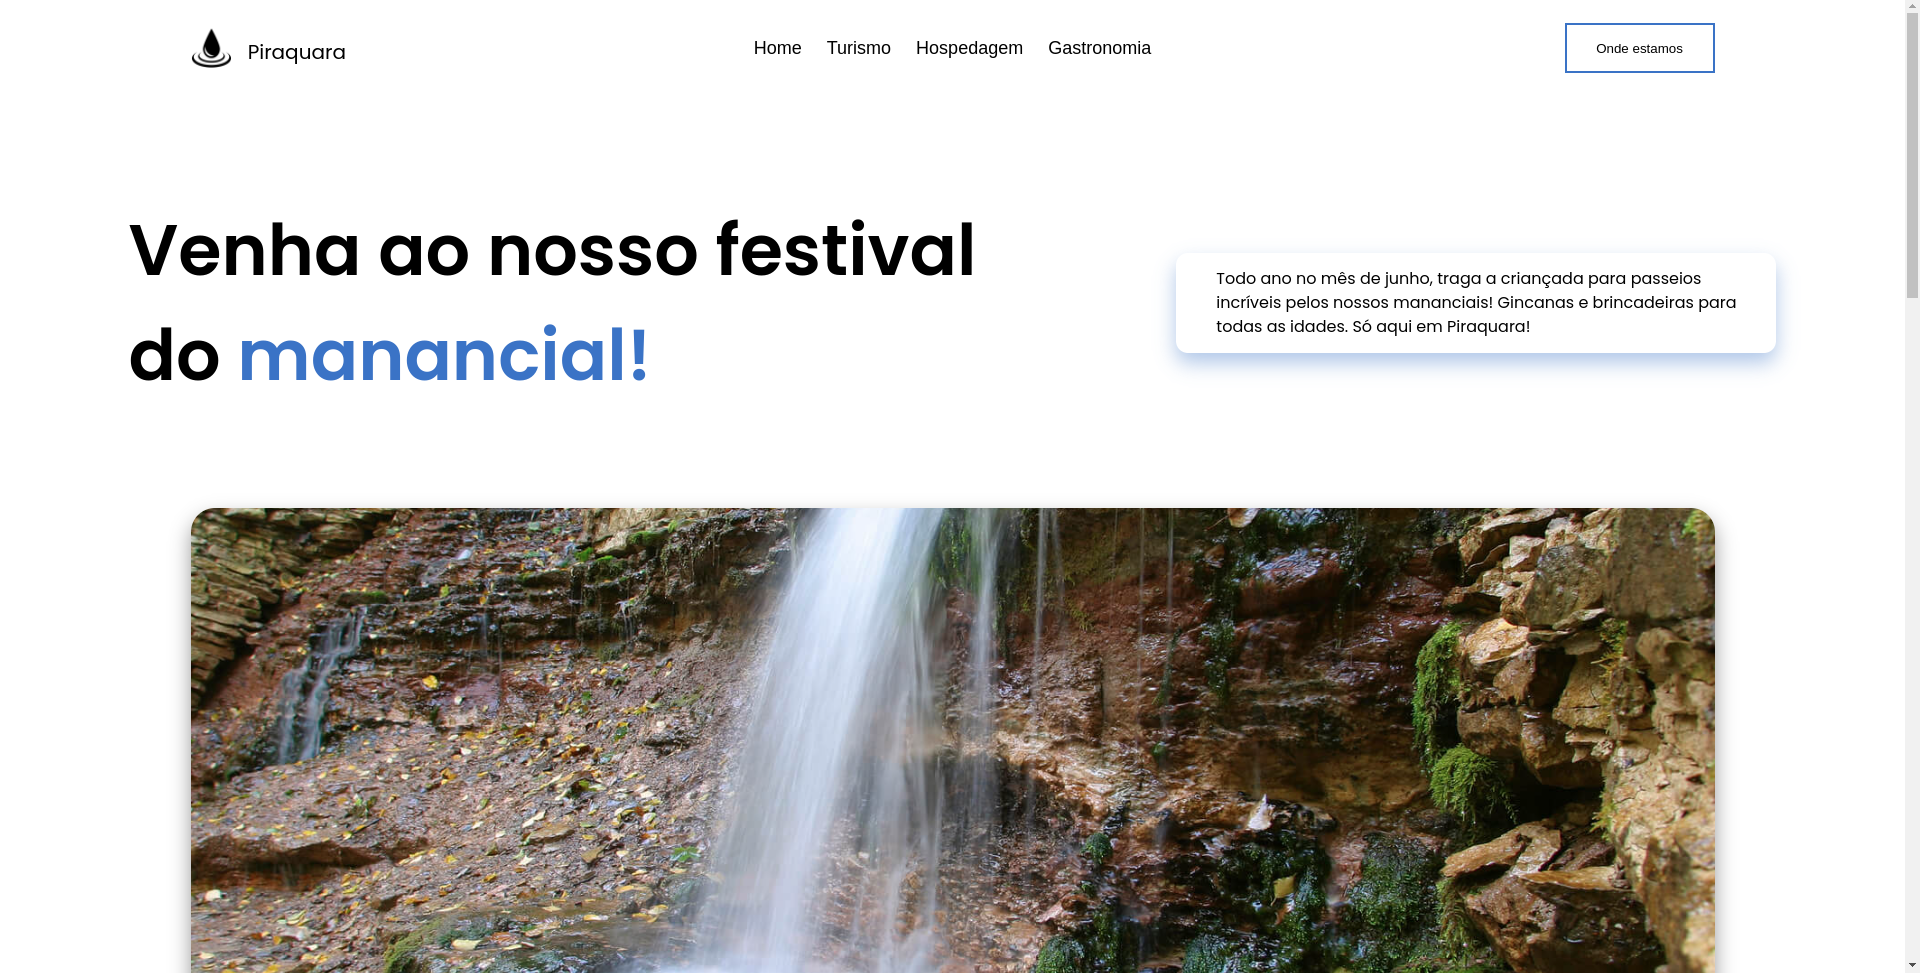 Piraquara
Home Turismo Hospedagem Gastronomia
Onde estamos
Venha ao nosso festival
do manancial!
Todo ano no mês de junho, traga a criançada para passeios
incríveis pelos nossos mananciais! Gincanas e brincadeiras para
todas as idades. Só aqui em Piraquara!